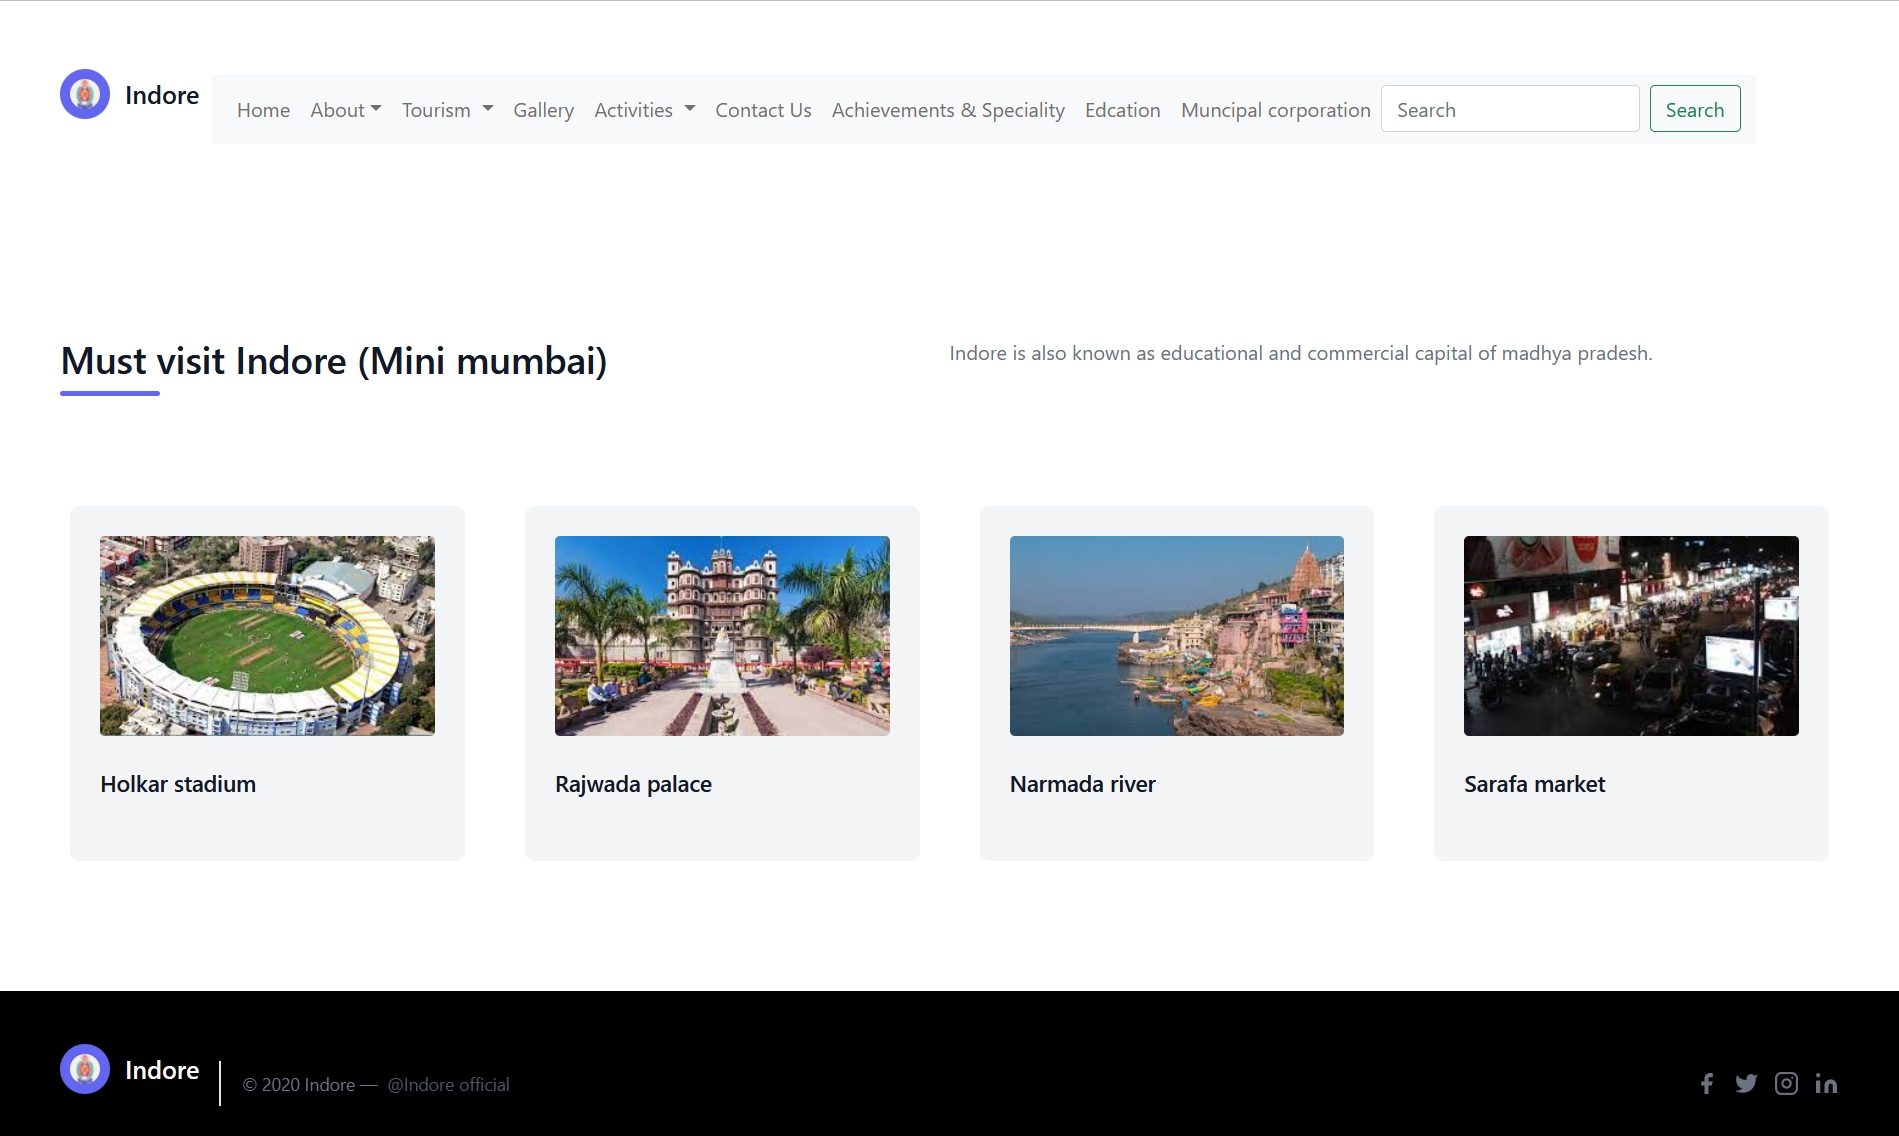 Indore
Home About Tourism Gallery Activities Contact Us Achievements & Speciality Edcation Muncipal corporation Search Search
Must visit Indore (Mini mumbai)
Indore is also known as educational and commercial capital of madhya pradesh.
Holkar stadium
Rajwada palace
Narmada river
Sarafa market
Indore
© 2020 Indore — @Indore official